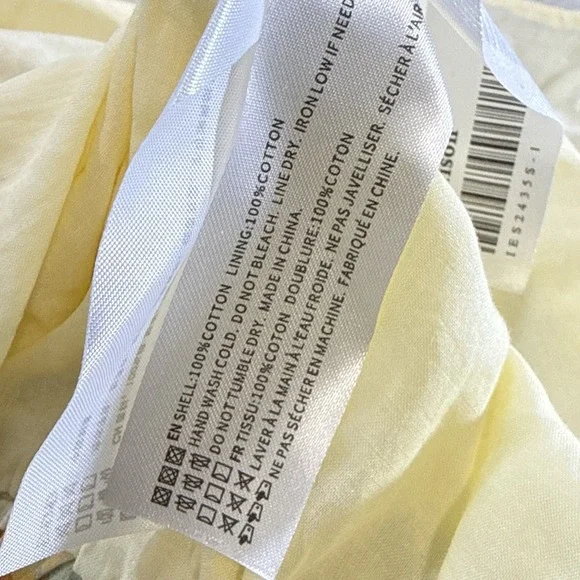 EN SHELL:100%COTTON LINING:100%COTTON
HAND WASH COLD. DO NOT BLEACH. LINE DRY. IRON LOW IF NEED
DO NOT TUMBLE DRY. MADE IN CHINA.
FR TISSU:100%COTON DOUBLURE:100%COTON
LAVER À LA MAIN À L'EAU FROIDE. NE PAS JAVELLISER. SÉCHER À L'AIR
NE PAS SÉCHER EN MACHINE. FABRIQUÉ EN CHINE.
IES24358-1